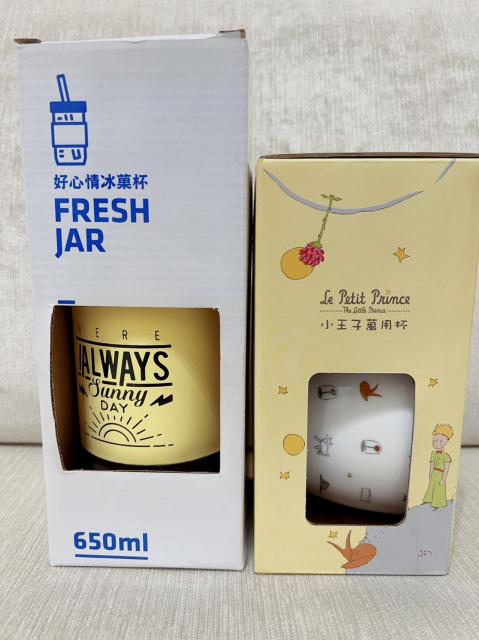 好心情冰菓杯
FRESH
JAR
HERE
ALWAYS
Sunny
DAY
650ml
Le Petit Prince
The Little Prince
小王子萬用杯